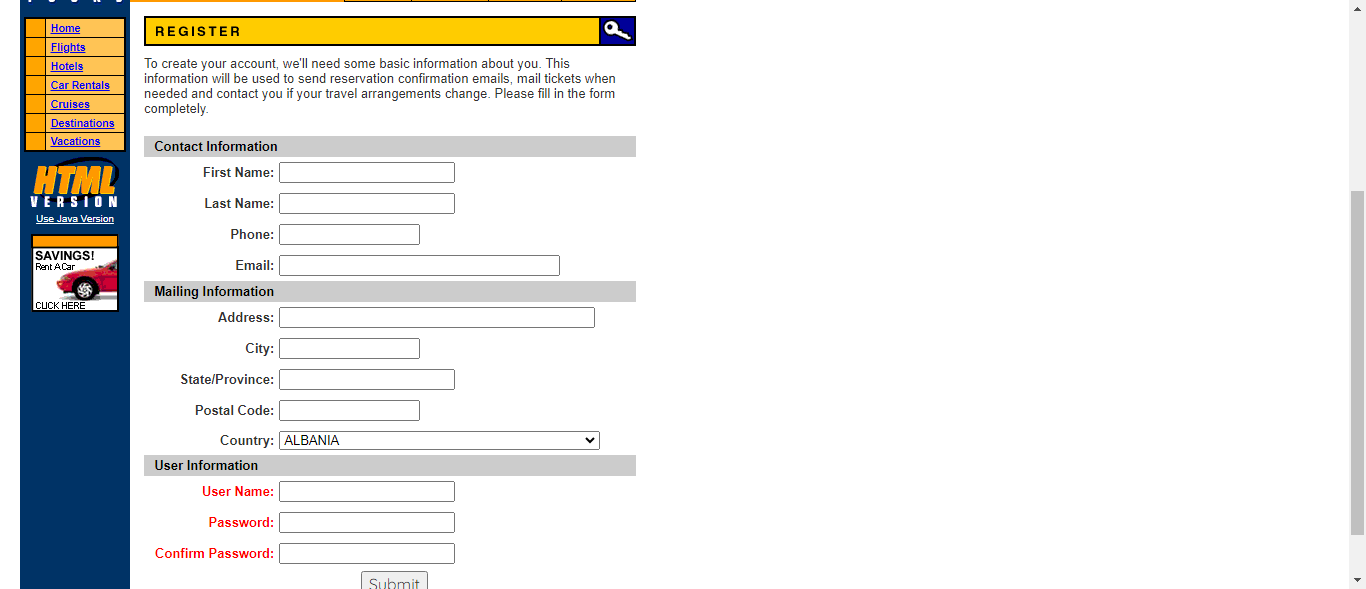 Home
Flights
Hotels
Car Rentals
Cruises
Destinations
Vacations
HTML
VERSION
Use Java Version
SAVINGS!
Rent A Car
CLICK HERE
REGISTER
To create your account, we'll need some basic information about you. This
information will be used to send reservation confirmation emails, mail tickets when
needed and contact you if your travel arrangements change. Please fill in the form
completely.
Contact Information
First Name:
Last Name:
Phone:
Email:
Mailing Information
Address:
City:
State/Province:
Postal Code:
Country: ALBANIA
User Information
User Name:
Password:
Confirm Password:
Submit